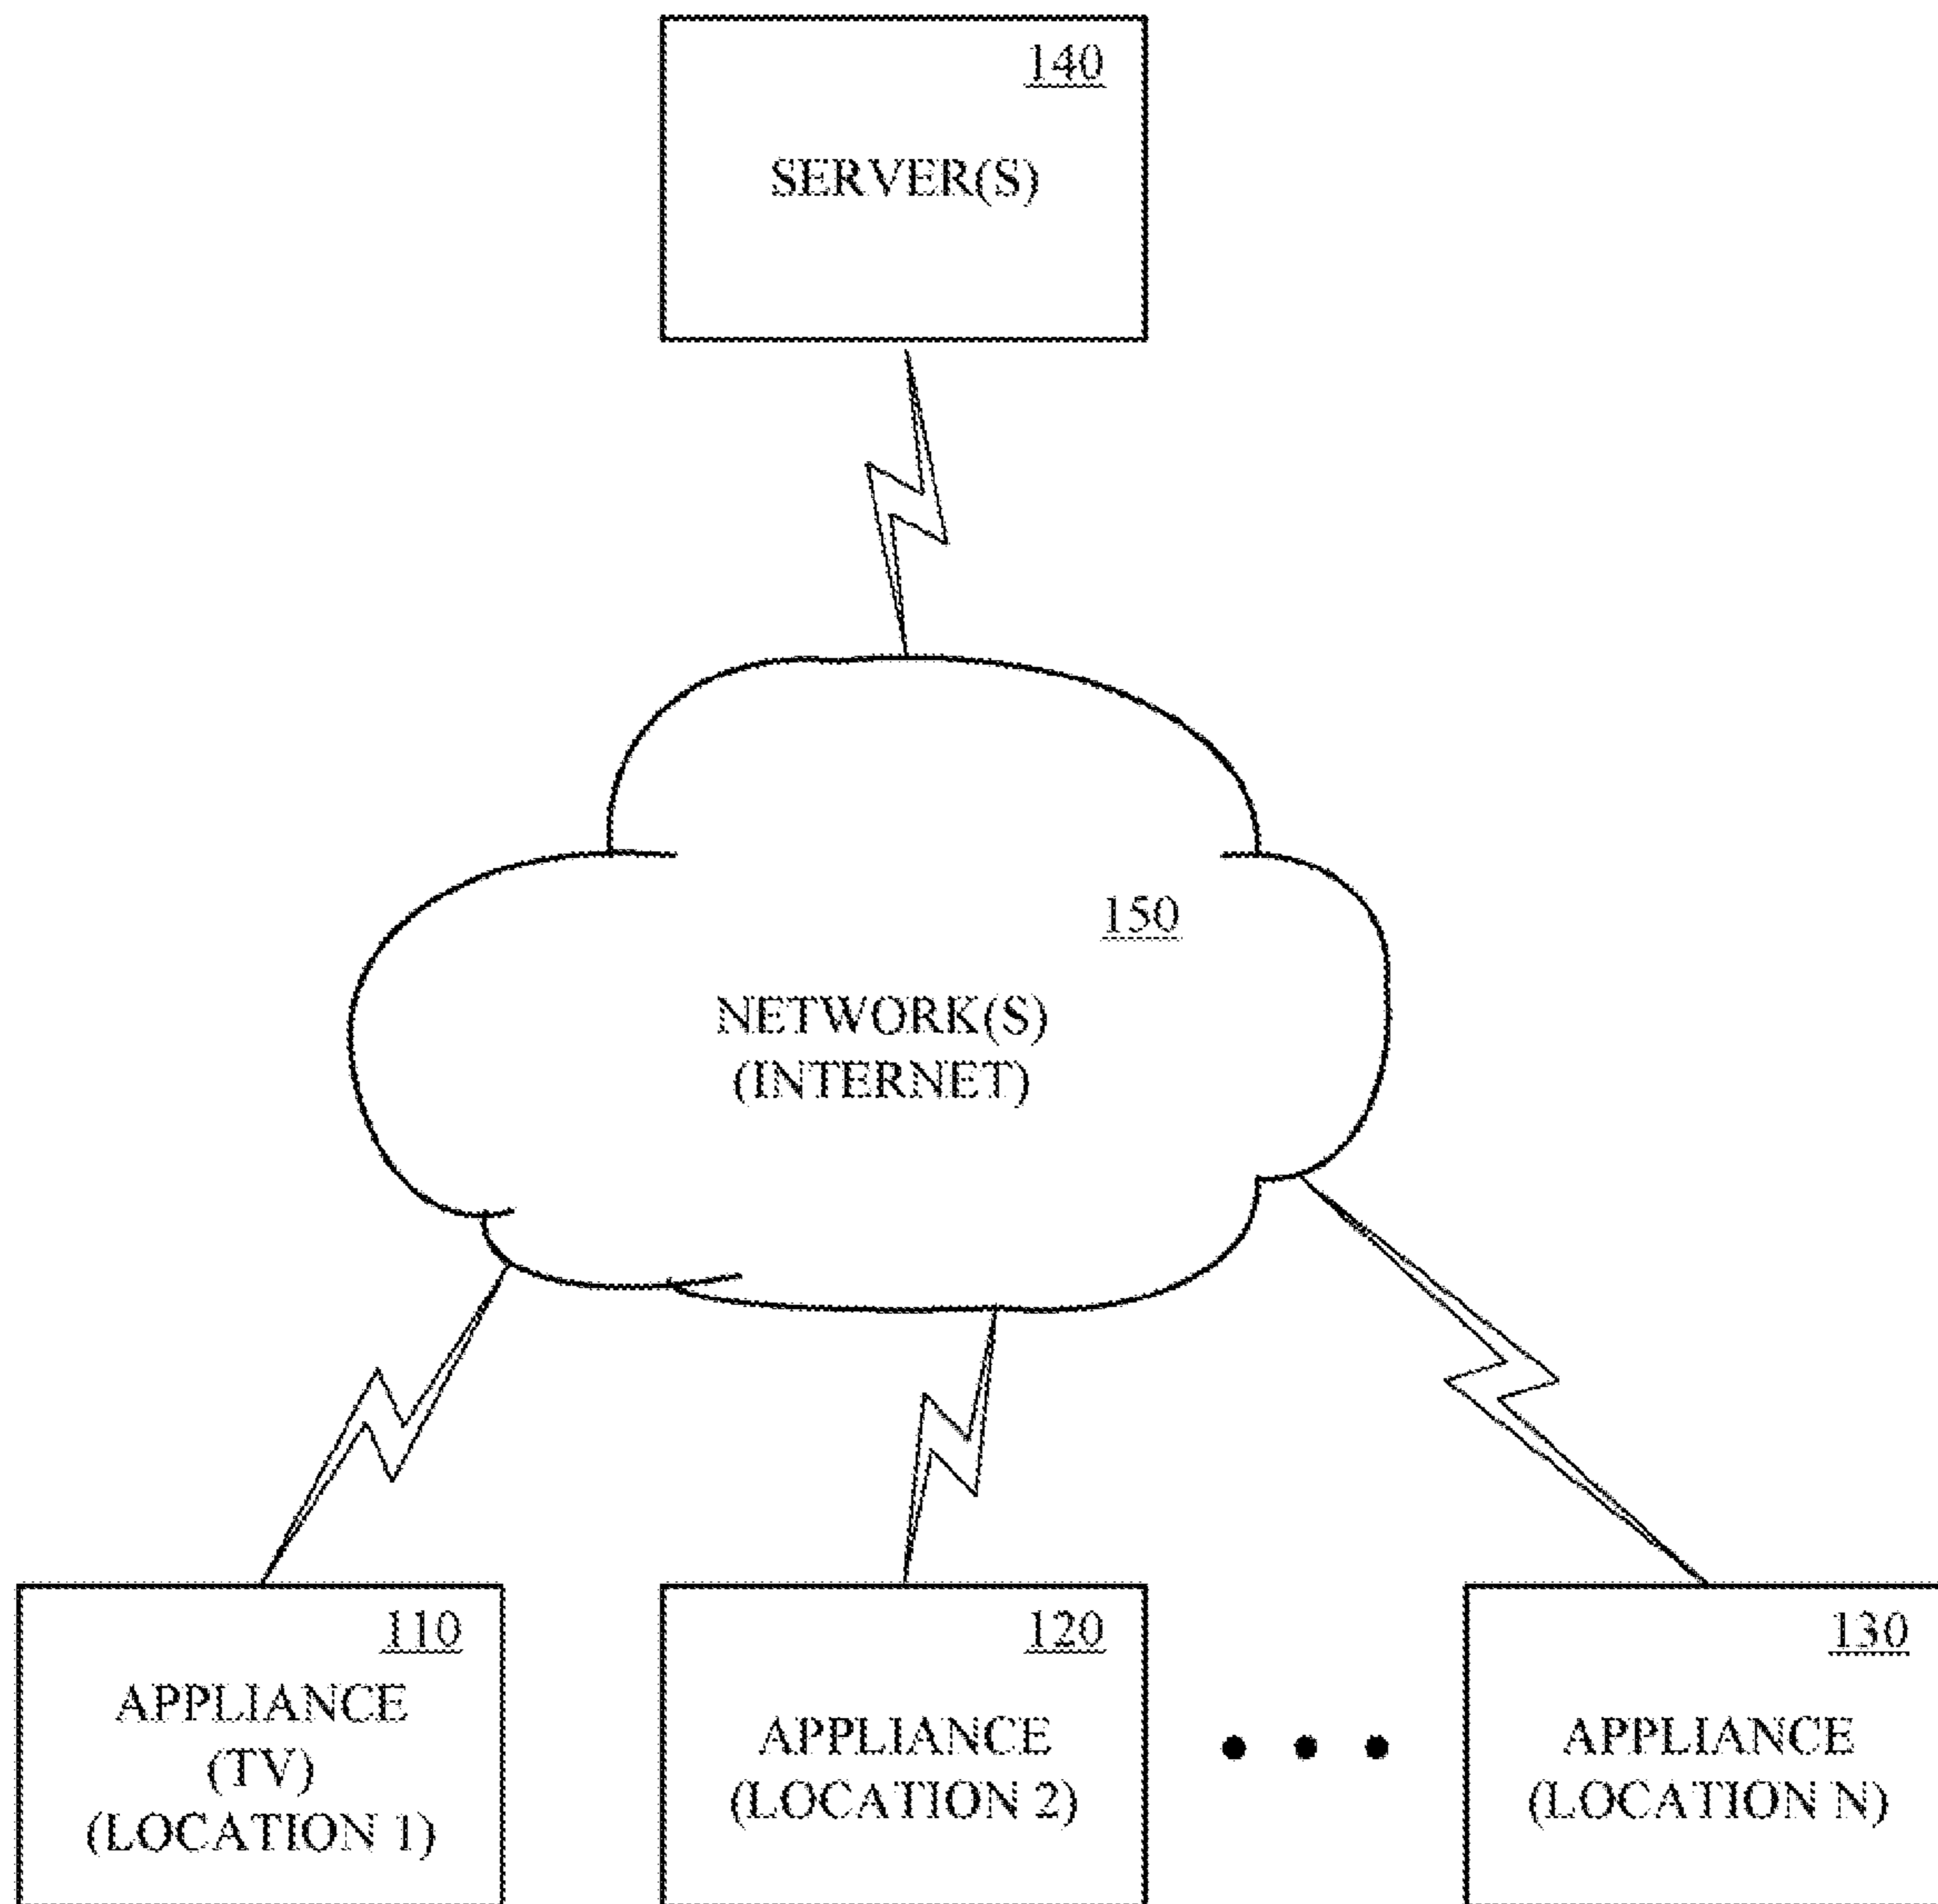 140
SERVER(S)
150
NETWORK(S)
(INTERNET)
110
APPLIANCE
(TV)
(LOCATION 1)
120
APPLIANCE
(LOCATION 2)
130
APPLIANCE
(LOCATION N)